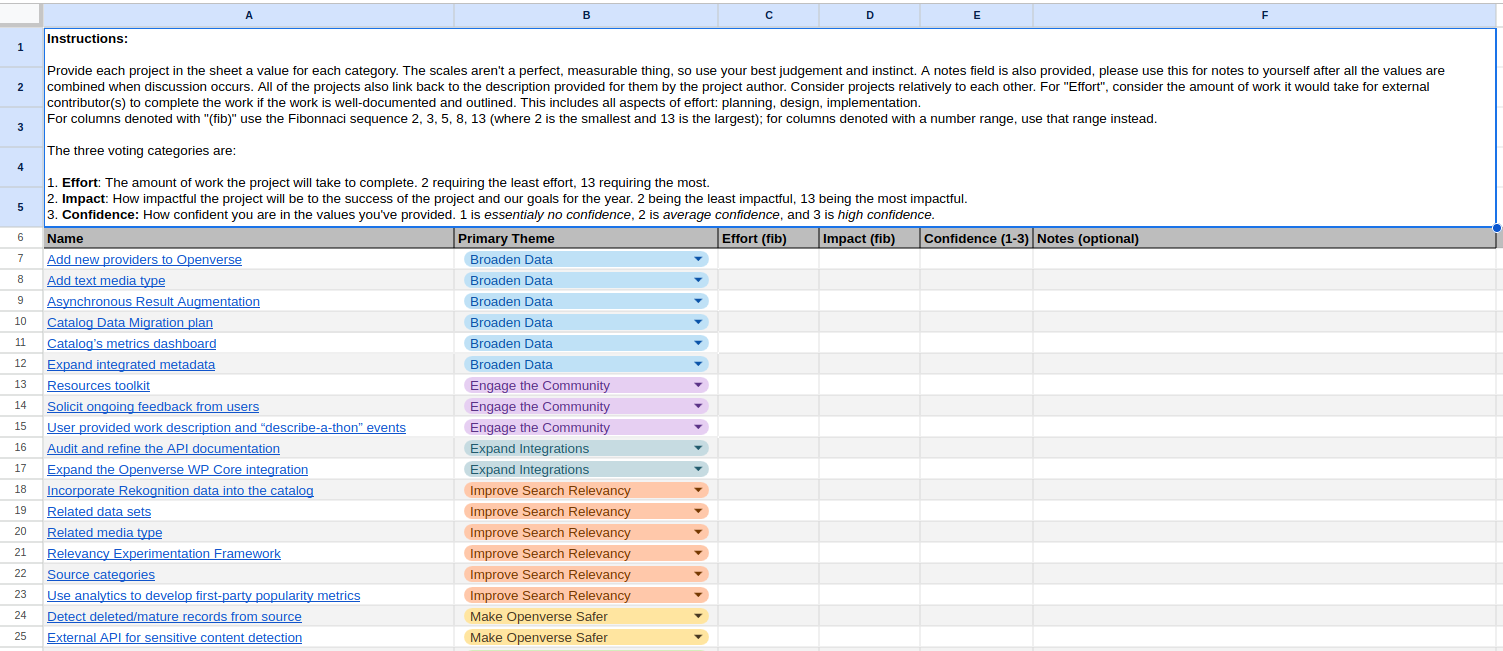 A B C D E F
1 Instructions:
Provide each project in the sheet a value for each category. The scales aren't a perfect, measurable thing, so use your best judgement and instinct. A notes field is also provided, please use this for notes to yourself after all the values are
2 combined when discussion occurs. All of the projects also link back to the description provided for them by the project author. Consider projects relatively to each other. For "Effort", consider the amount of work it would take for external
contributor(s) to complete the work if the work is well-documented and outlined. This includes all aspects of effort: planning, design, implementation.
3 For columns denoted with "(fib)" use the Fibonnaci sequence 2, 3, 5, 8, 13 (where 2 is the smallest and 13 is the largest); for columns denoted with a number range, use that range instead.
The three voting categories are:
4
1. Effort: The amount of work the project will take to complete. 2 requiring the least effort, 13 requiring the most.
2. Impact: How impactful the project will be to the success of the project and our goals for the year. 2 being the least impactful, 13 being the most impactful.
5 3. Confidence: How confident you are in the values you've provided. 1 is essentialy no confidence, 2 is average confidence, and 3 is high confidence.
6 Name Primary Theme Effort (fib) Impact (fib) Confidence (1-3) Notes (optional)
7 Add new providers to Openverse Broaden Data
8 Add text media type Broaden Data
9 Asynchronous Result Augmentation Broaden Data
10 Catalog Data Migration plan Broaden Data
11 Catalog’s metrics dashboard Broaden Data
12 Expand integrated metadata Broaden Data
13 Resources toolkit Engage the Community
14 Solicit ongoing feedback from users Engage the Community
15 User provided work description and “describe-a-thon” events Engage the Community
16 Audit and refine the API documentation Expand Integrations
17 Expand the Openverse WP Core integration Expand Integrations
18 Incorporate Rekognition data into the catalog Improve Search Relevancy
19 Related data sets Improve Search Relevancy
20 Related media type Improve Search Relevancy
21 Relevancy Experimentation Framework Improve Search Relevancy
22 Source categories Improve Search Relevancy
23 Use analytics to develop first-party popularity metrics Improve Search Relevancy
24 Detect deleted/mature records from source Make Openverse Safer
25 External API for sensitive content detection Make Openverse Safer